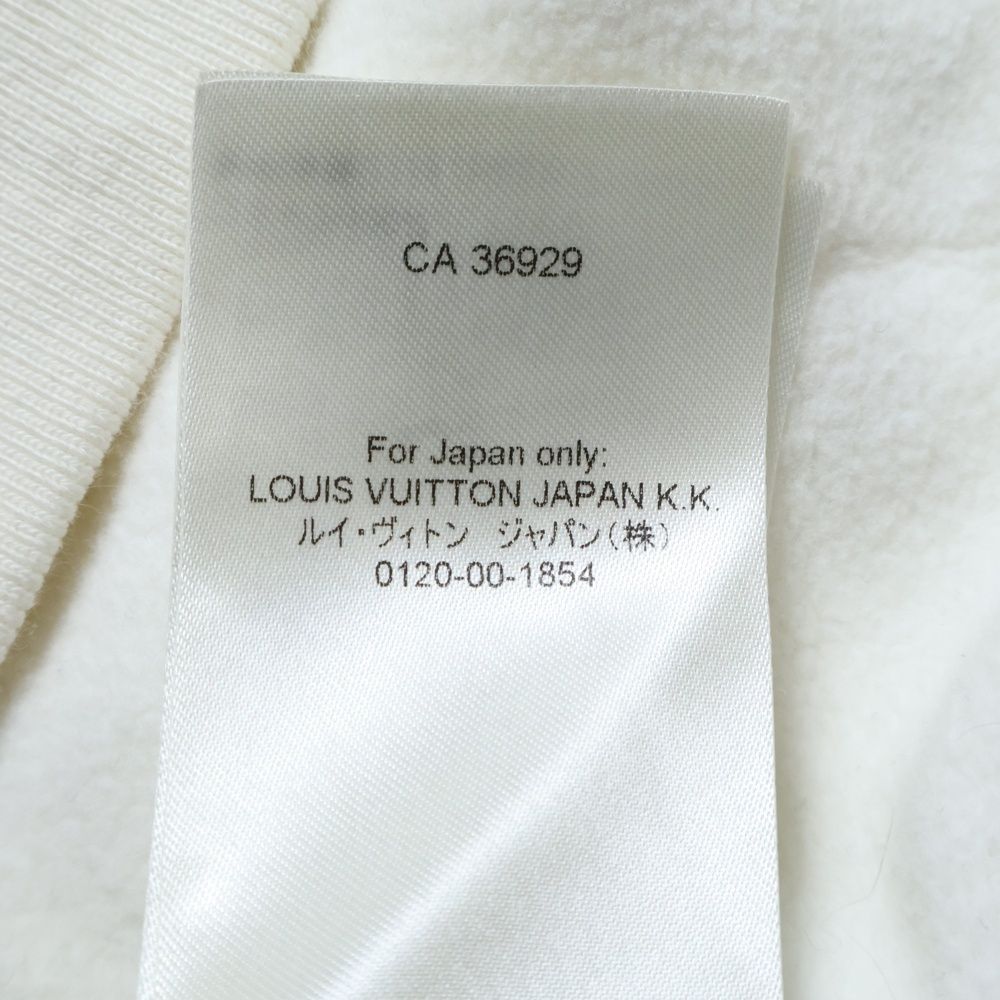 CA 36929
For Japan only:
LOUIS VUITTON JAPAN K.K.
ルイ・ヴィトン　ジャパン(株)
0120-00-1854